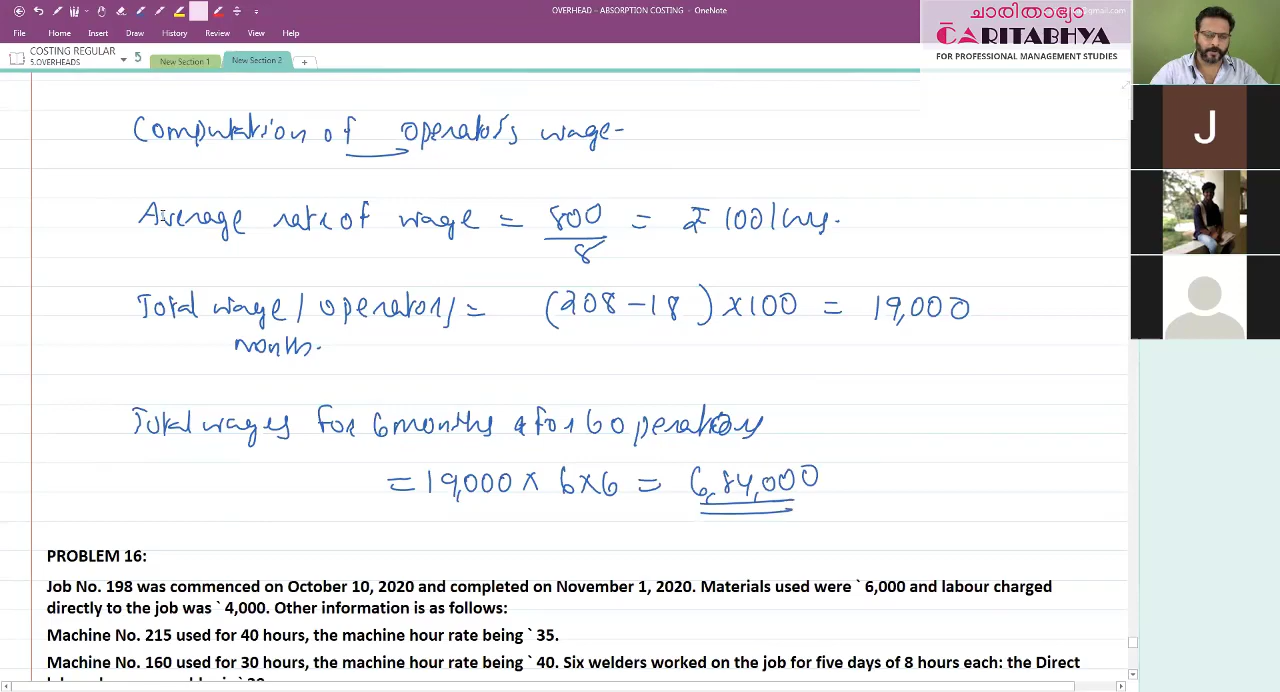 OVERHEAD – ABSORPTION COSTING - OneNote
@gmail.com
File Home Insert Draw History Review View Help
COSTING REGULAR
5.OVERHEADS
5
New Section 1
New Section 2
ചാരിതാഭ്യാ
CARITABHYA
FOR PROFESSIONAL MANAGEMENT STUDIES
J
Computation of operator's wage-
Average rate of wage = 800/8 = ₹ 100/hrs.
Total wage/operator/ = (208 - 18) × 100 = 19,000
month.
Total wages for 6 months & for 6 operators
= 19,000 × 6 × 6 = 6,84,000
PROBLEM 16:
Job No. 198 was commenced on October 10, 2020 and completed on November 1, 2020. Materials used were ` 6,000 and labour charged
directly to the job was ` 4,000. Other information is as follows:
Machine No. 215 used for 40 hours, the machine hour rate being ` 35.
Machine No. 160 used for 30 hours, the machine hour rate being ` 40. Six welders worked on the job for five days of 8 hours each: the Direct